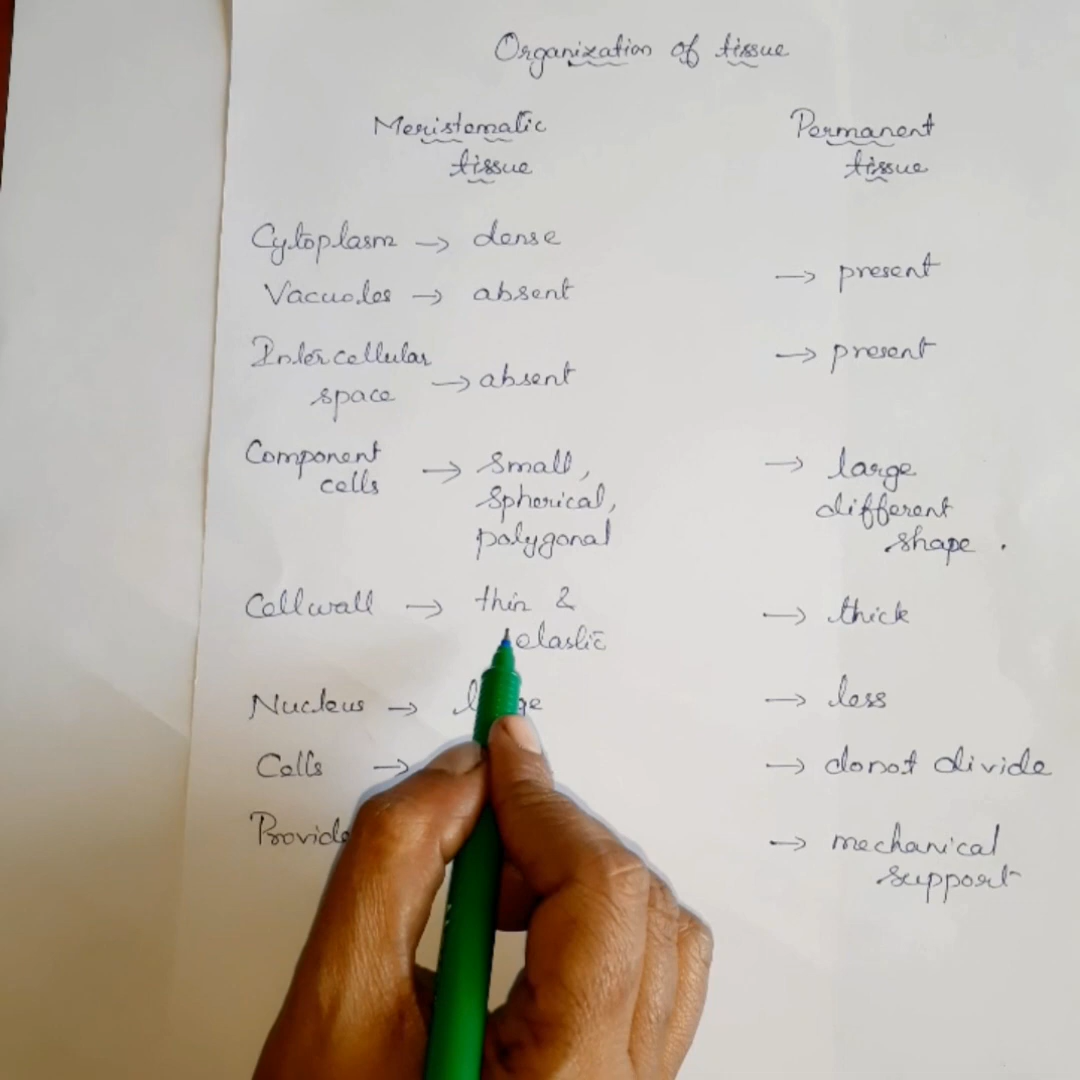 Organization of tissue
Meristematic Permanent
tissue tissue
Cytoplasm → dense
Vacuoles → absent → present
Intercellular → present
space → absent
Component → small, → large
cells spherical, different
polygonal shape .
Cellwall → thin & → thick
elastic
Nucleus → → less
Cells → → donot divide
→ mechanical
support